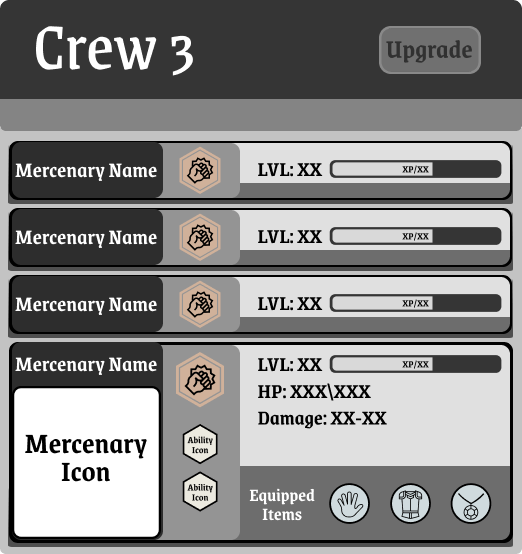 Crew 3
Upgrade
Mercenary Name
LVL: XX
XP/XX
Mercenary Name
LVL: XX
XP/XX
Mercenary Name
LVL: XX
XP/XX
Mercenary Name
LVL: XX
XP/XX
HP: XXX\XXX
Damage: XX-XX
Mercenary
Icon
Ability
Icon
Ability
Icon
Equipped
Items